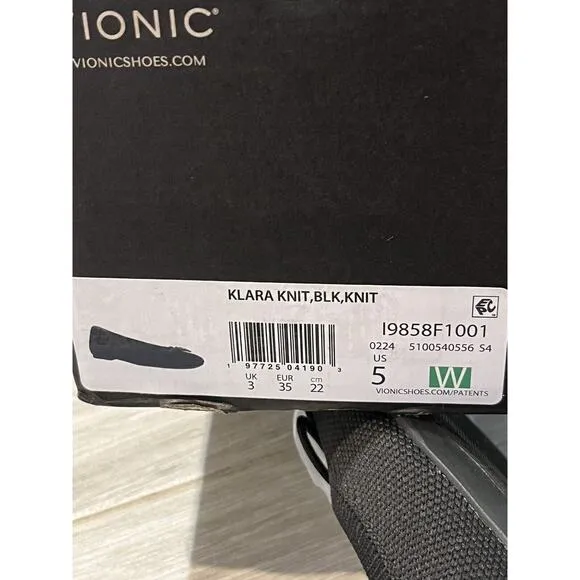 VIONIC®
VIONICSHOES.COM
KLARA KNIT,BLK,KNIT
I9858F1001
0224 5100540556 S4
1 97725 04190 3
UK EUR cm
3 35 22
US
5 W
VIONICSHOES.COM/PATENTS